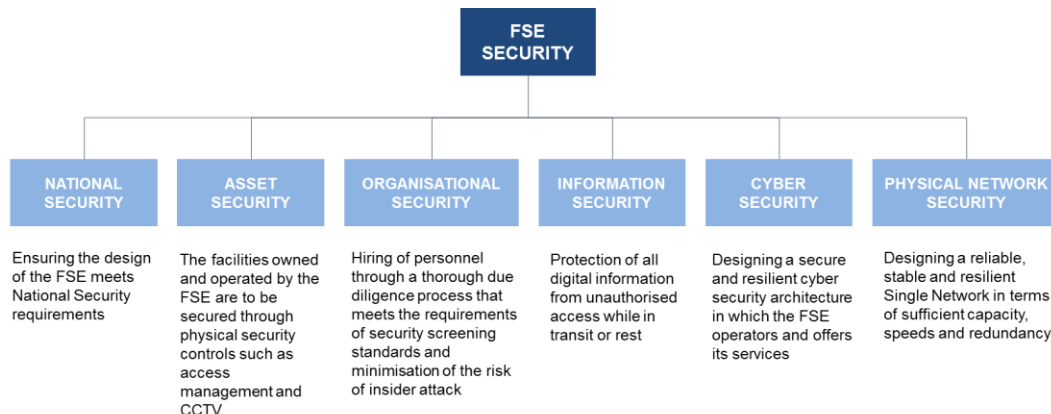 FSE
SECURITY
NATIONAL
SECURITY
ASSET
SECURITY
ORGANISATIONAL
SECURITY
INFORMATION
SECURITY
CYBER
SECURITY
PHYSICAL NETWORK
SECURITY
Ensuring the design
of the FSE meets
National Security
requirements
The facilities owned
and operated by the
FSE are to be
secured through
physical security
controls such as
access
management and
CCTV
Hiring of personnel
through a thorough due
diligence process that
meets the requirements
of security screening
standards and
minimisation of the risk
of insider attack
Protection of all
digital information
from unauthorised
access while in
transit or rest
Designing a secure
and resilient cyber
security architecture
in which the FSE
operators and offers
its services
Designing a reliable,
stable and resilient
Single Network in terms
of sufficient capacity,
speeds and redundancy